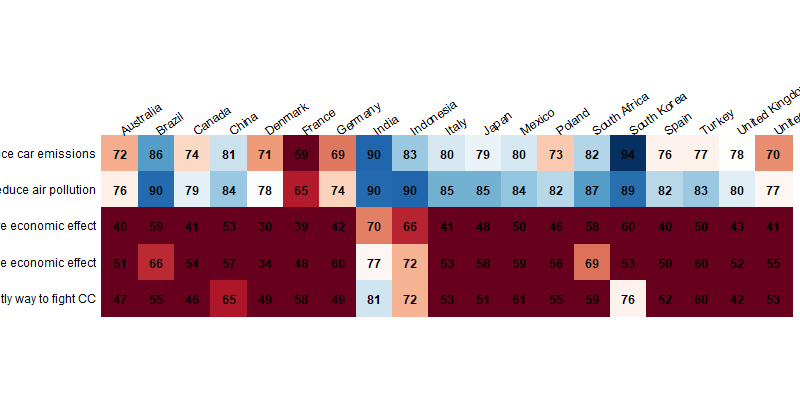 Australia Brazil Canada China Denmark France Germany India Indonesia Italy Japan Mexico Poland South Africa South Korea Spain Turkey United Kingdo United
ce car emissions 72 86 74 81 71 59 69 90 83 80 79 80 73 82 94 76 77 78 70
educe air pollution 76 90 79 84 78 65 74 90 90 85 85 84 82 87 89 82 83 80 77
e economic effect 40 59 41 53 30 39 42 70 66 41 48 50 46 58 60 40 50 43 41
e economic effect 51 66 54 57 34 48 60 77 72 53 58 59 56 69 53 50 60 52 55
tly way to fight CC 47 55 46 65 49 58 49 81 72 53 51 61 55 59 76 52 60 42 53